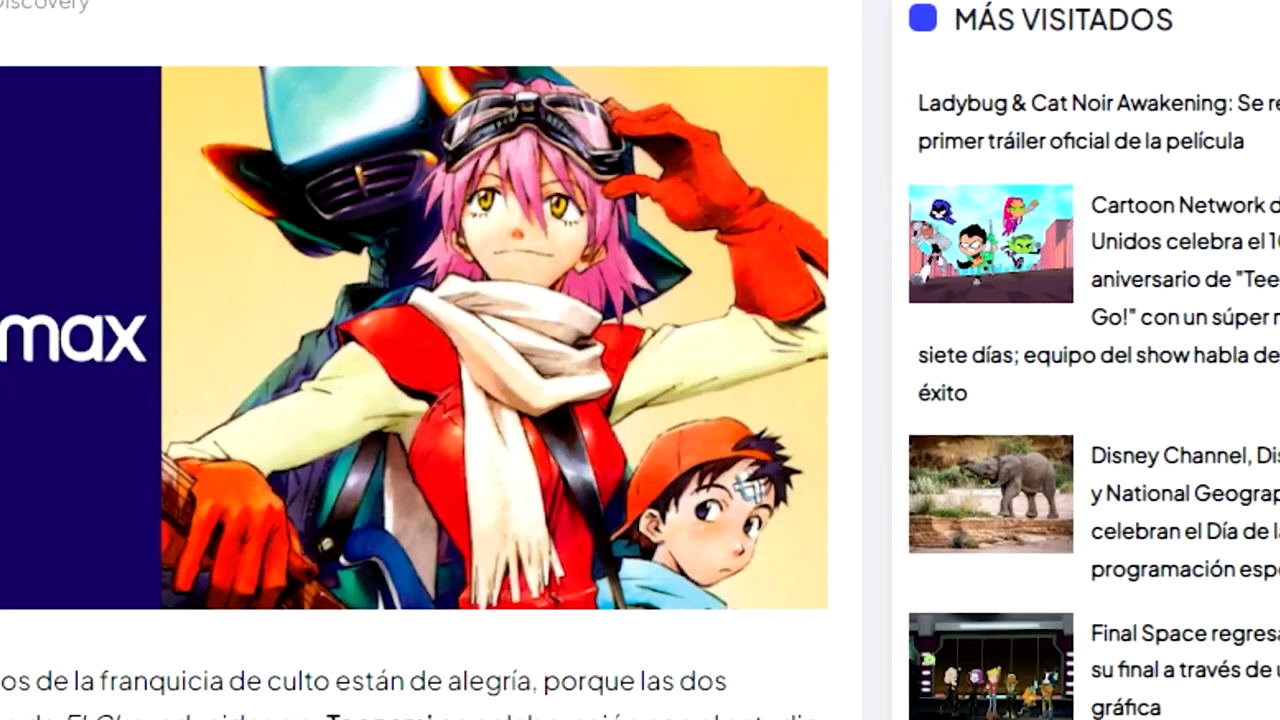 Discovery
max
os de la franquicia de culto están de alegría, porque las dos
MÁS VISITADOS
Ladybug & Cat Noir Awakening: Se re
primer tráiler oficial de la película
Cartoon Network d
Unidos celebra el 10
aniversario de "Tee
Go!" con un súper m
siete días; equipo del show habla de
éxito
Disney Channel, Dis
y National Geograp
celebran el Día de la
programación espe
Final Space regresa
su final a través de u
gráfica